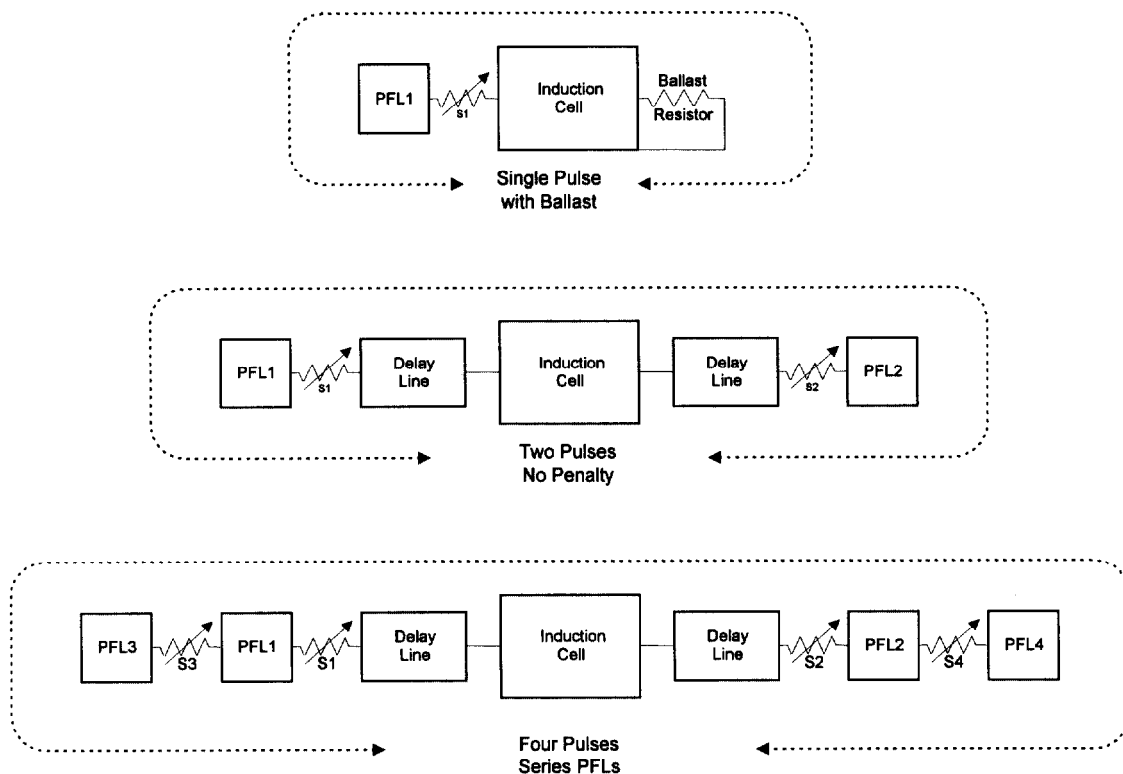 PFL1
S1
Induction
Cell
Ballast
Resistor
Single Pulse
with Ballast
PFL1
S1
Delay
Line
Induction
Cell
Delay
Line
S2
PFL2
Two Pulses
No Penalty
PFL3
S3
PFL1
S1
Delay
Line
Induction
Cell
Delay
Line
S2
PFL2
S4
PFL4
Four Pulses
Series PFLs